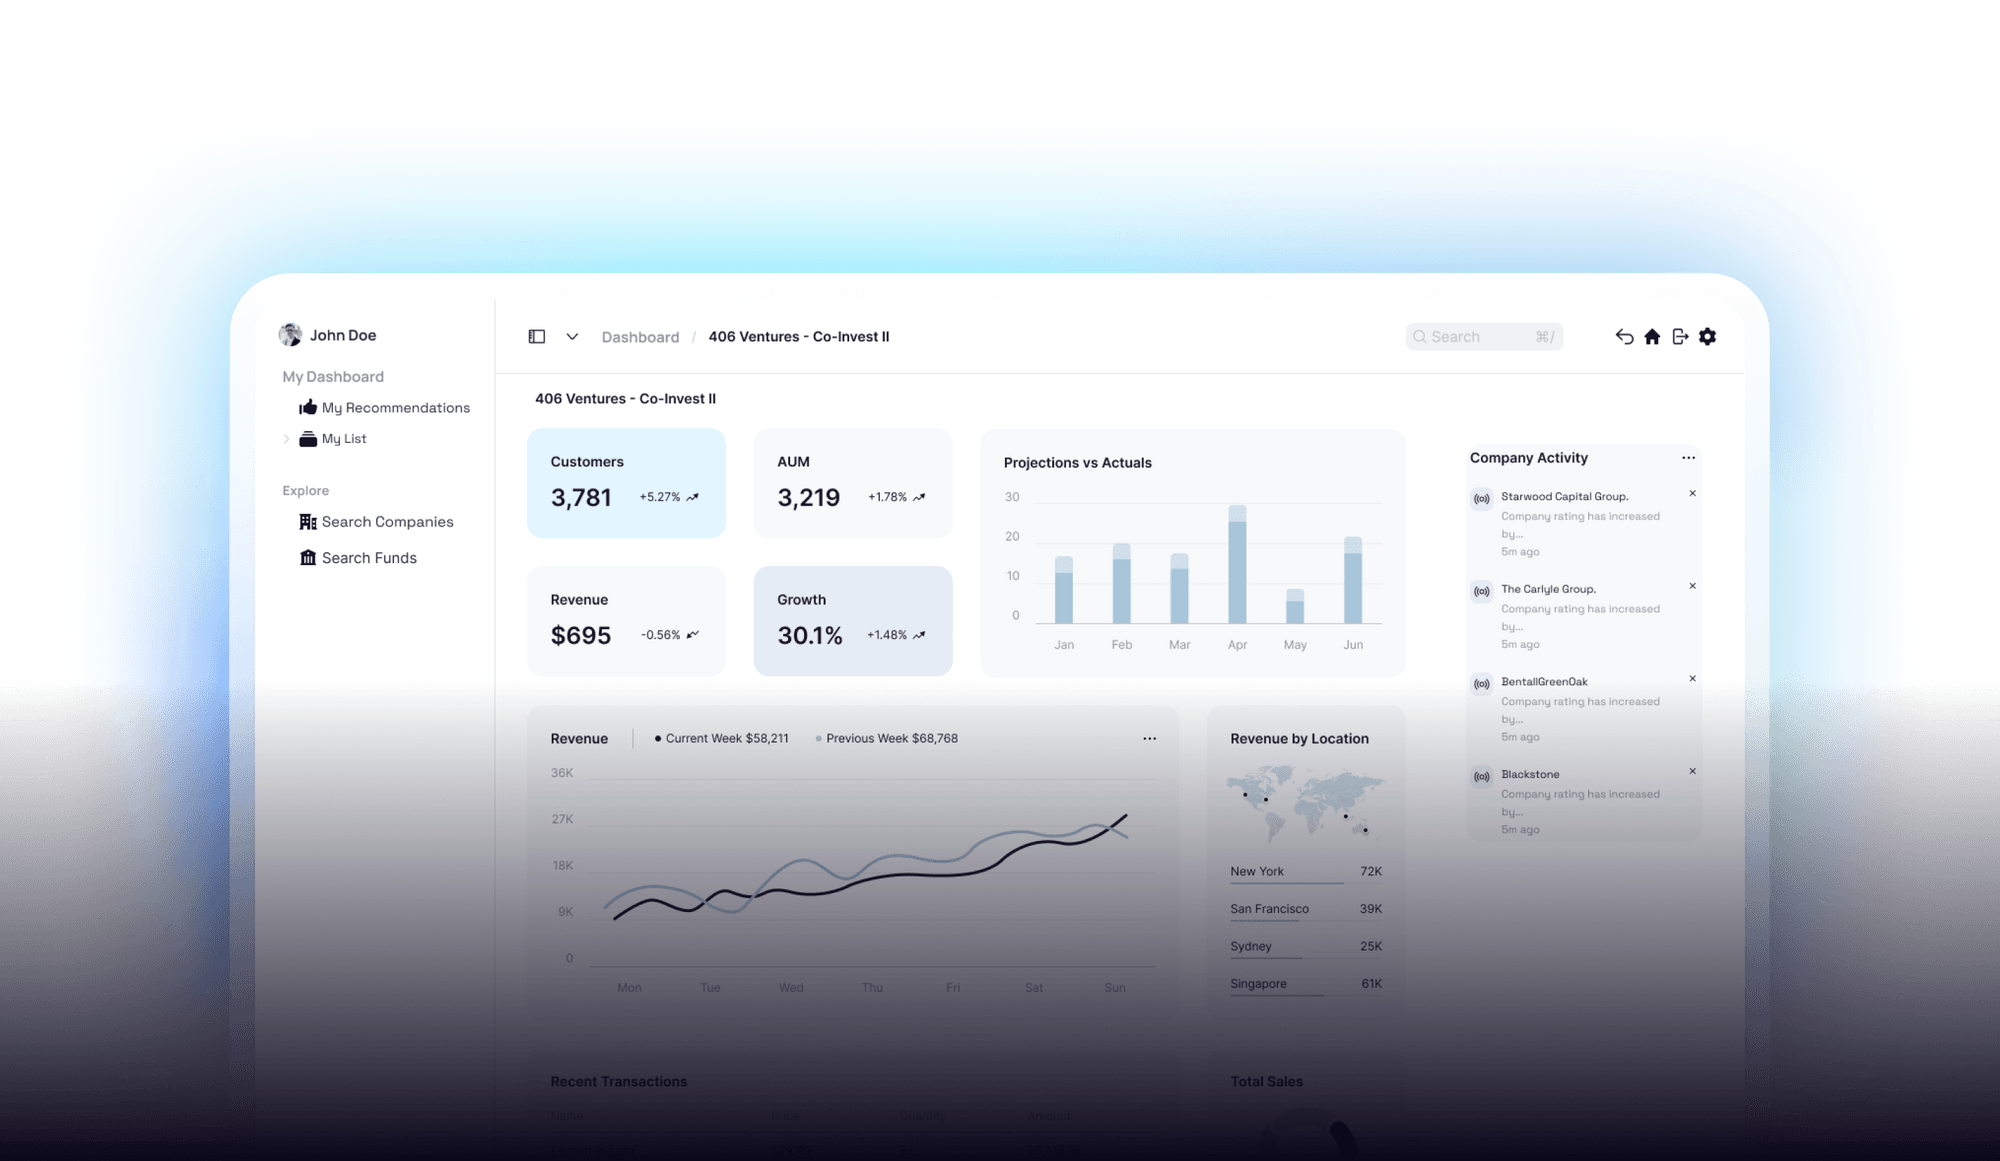 John Doe
My Dashboard
My Recommendations
My List
Explore
Search Companies
Search Funds
Dashboard / 406 Ventures - Co-Invest II
Search ⌘/
406 Ventures - Co-Invest II
Customers
3,781 +5.27%
AUM
3,219 +1.78%
Revenue
$695 -0.56%
Growth
30.1% +1.48%
Projections vs Actuals
30
20
10
0
Jan Feb Mar Apr May Jun
Company Activity
Starwood Capital Group.
Company rating has increased
by...
5m ago
The Carlyle Group.
Company rating has increased
by...
5m ago
BentallGreenOak
Company rating has increased
by...
5m ago
Blackstone
Company rating has increased
by...
5m ago
Revenue Current Week $58,211 Previous Week $68,768
36K
27K
18K
9K
0
Mon Tue Wed Thu Fri Sat Sun
Revenue by Location
New York 72K
San Francisco 39K
Sydney 25K
Singapore 61K
Recent Transactions
Name Price Quantity Amount
Total Sales